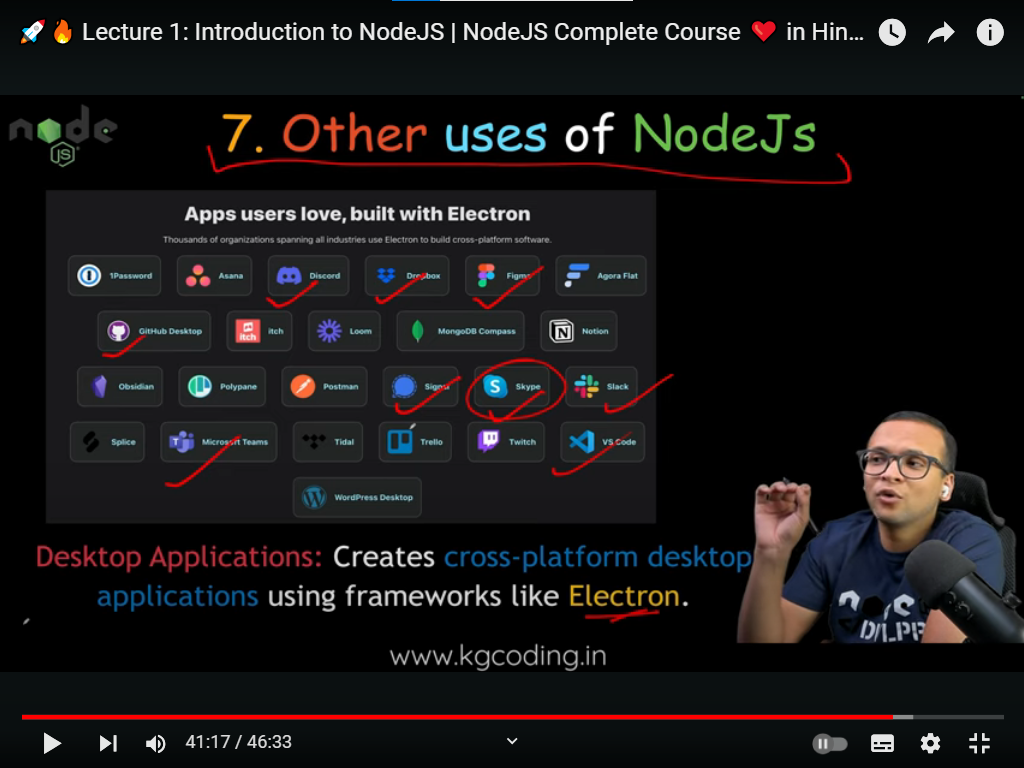 🚀🔥 Lecture 1: Introduction to NodeJS | NodeJS Complete Course ❤️ in Hin...
node
JS
7. Other uses of NodeJs
Apps users love, built with Electron
Thousands of organizations spanning all industries use Electron to build cross-platform software.
1Password Asana Discord Dropbox Figma Agora Flat
GitHub Desktop itch itch Loom MongoDB Compass Notion
Obsidian Polypane Postman Signal Skype Slack
Splice Microsoft Teams Tidal Trello Twitch VS Code
WordPress Desktop
Desktop Applications: Creates cross-platform desktop
applications using frameworks like Electron.
www.kgcoding.in
41:17 / 46:33